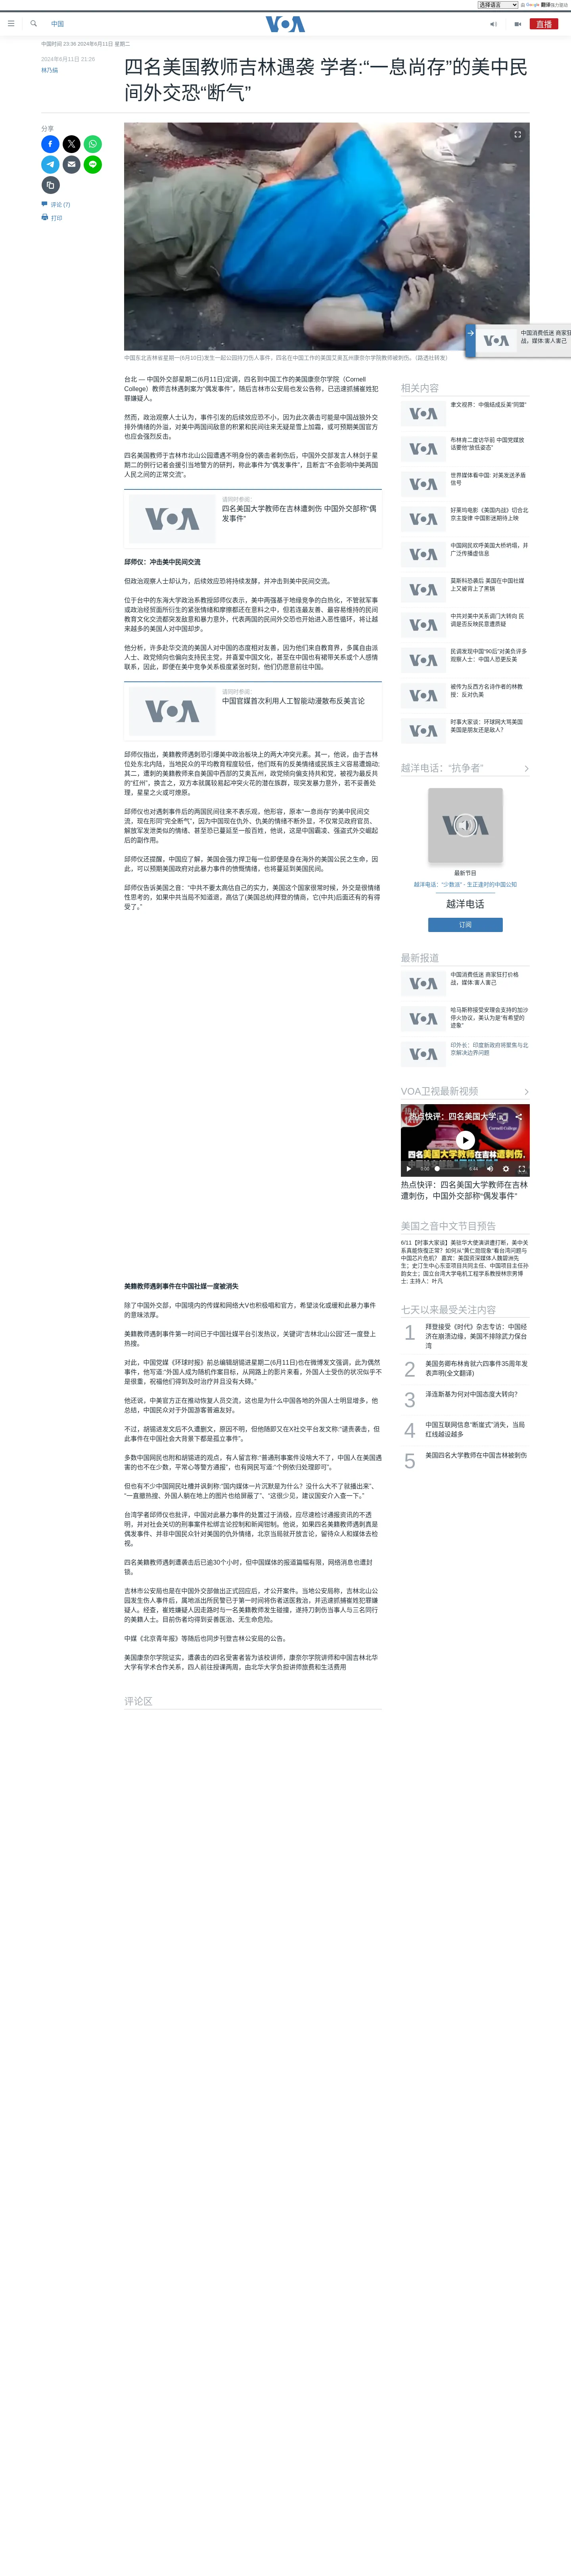 选择语言 由 Google 翻译强力驱动
中国
VOA
直播
中国时间 23:36 2024年6月11日 星期二
2024年6月11日 21:26
林乃绢
四名美国教师吉林遇袭 学者:“一息尚存”的美中民
间外交恐“断气”
分享
评论 (7)
打印
中国东北吉林省星期一(6月10日)发生一起公园持刀伤人事件，四名在中国工作的美国艾莱瓦州康奈尔学院教师被刺伤。（路透社转发）
中国消费低迷 商家狂
战，媒体:害人害己
台北 — 中国外交部星期二(6月11日)定调，四名到中国工作的美国康奈尔学院（Cornell
College）教师吉林遇刺案为“偶发事件”，随后吉林市公安局也发公告称，已迅速抓捕崔姓犯
罪嫌疑人。
然而，政治观察人士认为，事件引发的后续效应恐不小，因为此次袭击可能是中国战狼外交
排外情绪的外溢，对美中两国间敌意的积累和民间往来无疑是雪上加霜，或可预期美国官方
也应会强烈反击。
四名美国教师于吉林市北山公园遭遇不明身份的袭击者刺伤后，中国外交部发言人林剑于星
期二的例行记者会援引当地警方的研判，称此事件为“偶发事件”，且断言“不会影响中美两国
人民之间的正常交流”。
请同时参阅：
四名美国大学教师在吉林遭刺伤 中国外交部称“偶
发事件”
邱师仪：冲击美中民间交流
但政治观察人士却认为，后续效应恐将持续发酵，并冲击到美中民间交流。
位于台中的东海大学政治系教授邱师仪表示，美中两强基于地缘竞争的白热化，不管就军事
或政治经贸面所衍生的紧张情绪和摩擦都还在意料之中，但若连最友善、最容易维持的民间
教育文化交流都突发敌意和暴力意外，代表两国的民间外交恐也开始进入恶性循环，将让越
来越多的美国人对中国却步。
他分析，许多赴华交流的美国人对中国的态度相对友善，因为他们来自教育界，多属自由派
人士、政党倾向也偏向支持民主党，并喜爱中国文化，甚至在中国也有裙带关系或个人感情
联系，因此，即便在美中竞争关系极度紧张时刻，他们仍愿意前往中国。
请同时参阅：
中国官媒首次利用人工智能动漫散布反美言论
邱师仪指出，美籍教师遇刺恐引爆美中政治板块上的两大冲突元素。其一，他说，由于吉林
位处东北内陆，当地民众的平均教育程度较低，他们既有的反美情绪或民族主义容易遭煽动;
其二，遭刺的美籍教师来自美国中西部的艾奥瓦州，政党倾向偏支持共和党，被视为最反共
的“红州”，换言之，双方本就属较易起冲突火花的潜在族群，现突发暴力意外，若不妥善处
理，星星之火或可燎原。
邱师仪也对遇刺事件后的两国民间往来不表乐观，他形容，原本“一息尚存”的美中民间交
流，现在形同“完全断气”，因为中国现在仇外、仇美的情绪不断外显，不仅常见政府官员、
解放军发泄类似的情绪、甚至恐已蔓延至一般百姓，他说，这是中国霸凌、强盗式外交崛起
后的副作用。
邱师仪还提醒，中国应了解，美国会强力捍卫每一位即便是身在海外的美国公民之生命，因
此，可以预期美国政府对此暴力事件的愤慨情绪，也将蔓延到美国民间。
邱师仪告诉美国之音：“中共不要太高估自己的实力，美国这个国家很常时候，外交是很情绪
性思考的，如果中共当局不知道退，高估了(美国总统)拜登的情商，它(中共)后面还有的有得
受了。”
美籍教师遇刺事件在中国社媒一度被消失
除了中国外交部，中国境内的传媒和网络大V也积极唱和官方，希望淡化或缓和此暴力事件
的意味浓厚。
美籍教师遇刺事件第一时间已于中国社媒平台引发热议，关键词“吉林北山公园”还一度登上
热搜。
对此，中国党媒《环球时报》前总编辑胡锡进星期二(6月11日)也在微博发文强调，此为偶然
事件，他写道:“外国人成为随机作案目标，从网路上的影片来看，外国人士受伤的状况似乎不
是很重，祝福他们得到及时治疗并且没有大碍。”
他还说，中美官方正在推动恢复人员交流，这也是为什么中国各地的外国人士明显增多，他
总结，中国民众对于外国游客普遍友好。
不过，胡锡进发文后不久遭删文，原因不明，但他随即又在X社交平台发文称:“谴责袭击，但
此事件在中国社会大背景下都是孤立事件”。
多数中国网民也附和胡锡进的观点，有人留言称:“普通刑事案件没啥大不了，中国人在美国遇
害的也不在少数，平常心等警方通报”，也有网民写道:“个例依归处理即可”。
但也有不少中国网民吐槽并讽刺称:“国内媒体一片沉默是为什么？没什么大不了就播出来”、
“一直撤热搜，外国人躺在地上的图片也给屏蔽了”、“这很少见，建议国安介入查一下。”
台湾学者邱师仪也批评，中国对此暴力事件的处置过于消极，应尽速检讨通报资讯的不透
明，并对社会关切的刑事案件松绑言论控制和新闻钳制。他说，如果四名美籍教师遇刺真是
偶发事件、并非中国民众针对美国的仇外情绪，北京当局就开放言论，留待众人和媒体去检
视。
四名美籍教师遇刺遭袭击后已逾30个小时，但中国媒体的报道篇幅有限，网络消息也遭封
锁。
吉林市公安局也是在中国外交部做出正式回应后，才公开案件。当地公安局称，吉林北山公
园发生伤人事件后，属地派出所民警已于第一时间将伤者送医救治，并迅速抓捕崔姓犯罪嫌
疑人。经查，崔姓嫌疑人因走路时与一名美籍教师发生碰撞，遂持刀刺伤当事人与三名同行
的美籍人士。目前伤者均得到妥善医治、无生命危险。
中媒《北京青年报》等随后也同步刊登吉林公安局的公告。
美国康奈尔学院证实，遭袭击的四名受害者皆为该校讲师，康奈尔学院讲师和中国吉林北华
大学有学术合作关系，四人前往授课两周，由北华大学负担讲师旅费和生活费用
评论区
相关内容
聿文视界：中俄组成反美“同盟”
布林肯二度访华前 中国党媒放
话要他“放低姿态”
世界媒体看中国: 对美发送矛盾
信号
好莱坞电影《美国内战》切合北
京主旋律 中国影迷期待上映
中国网民欢呼美国大桥坍塌，并
广泛传播虚信息
莫斯科恐袭后 美国在中国社媒
上又被背上了黑锅
中共对美中关系调门大转向 民
调是否反映民意遭质疑
民调发现中国“90后”对美负评多
观察人士：中国人恐更反美
被传为反西方名诗作者的林教
授：反对仇美
时事大家谈：环球网大骂美国
美国是朋友还是敌人?
越洋电话：“抗争者”
最新节目
越洋电话：“少数派” - 生正逢时的中国公知
越洋电话
订阅
最新报道
中国消费低迷 商家狂打价格
战，媒体:害人害己
哈马斯称接受安理会支持的加沙
停火协议，美认为是“有希望的
迹象”
印外长：印度新政府将聚焦与北
京解决边界问题
VOA卫视最新视频
热点快评：四名美国大学
Cornell College
四名美国大学教师在吉林遭刺伤，
0:00
4:44
热点快评：四名美国大学教师在吉林
遭刺伤，中国外交部称“偶发事件”
美国之音中文节目预告
6/11【时事大家谈】美驻华大使演讲遭打断，美中关
系真能恢复正常？如何从“黄仁勋现象”看台湾问题与
中国芯片危机？ 嘉宾：美国资深媒体人魏碧洲先
生；史汀生中心东亚项目共同主任、中国项目主任孙
韵女士；国立台湾大学电机工程学系教授林宗男博
士; 主持人：叶凡
七天以来最受关注内容
1
拜登接受《时代》杂志专访：中国经
济在崩溃边缘，美国不排除武力保台
湾
2
美国务卿布林肯就六四事件35周年发
表声明(全文翻译)
3
泽连斯基为何对中国态度大转向?
4
中国互联网信息“断崖式”消失，当局
红线越设越多
5
美国四名大学教师在中国吉林被刺伤